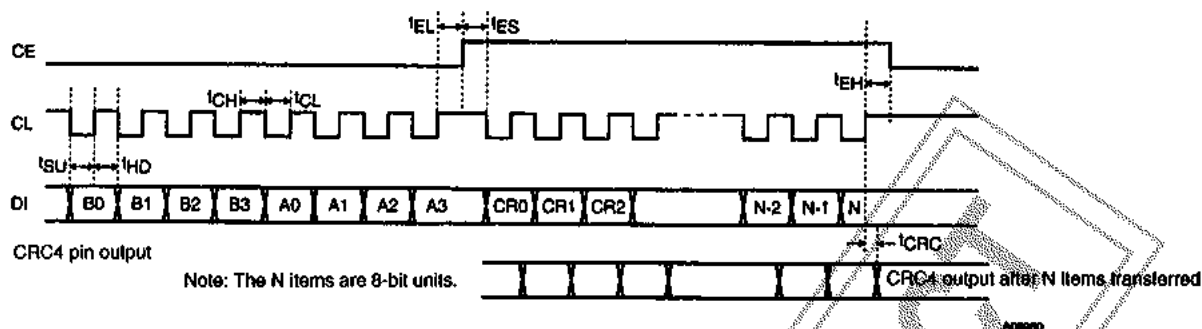 tEL tES
CE
tEH
tCH tCL
CL
tSU tHD
DI B0 B1 B2 B3 A0 A1 A2 A3 CR0 CR1 CR2 N-2 N-1 N
tCRC
CRC4 pin output
Note: The N items are 8-bit units.
CRC4 output after N items transferred